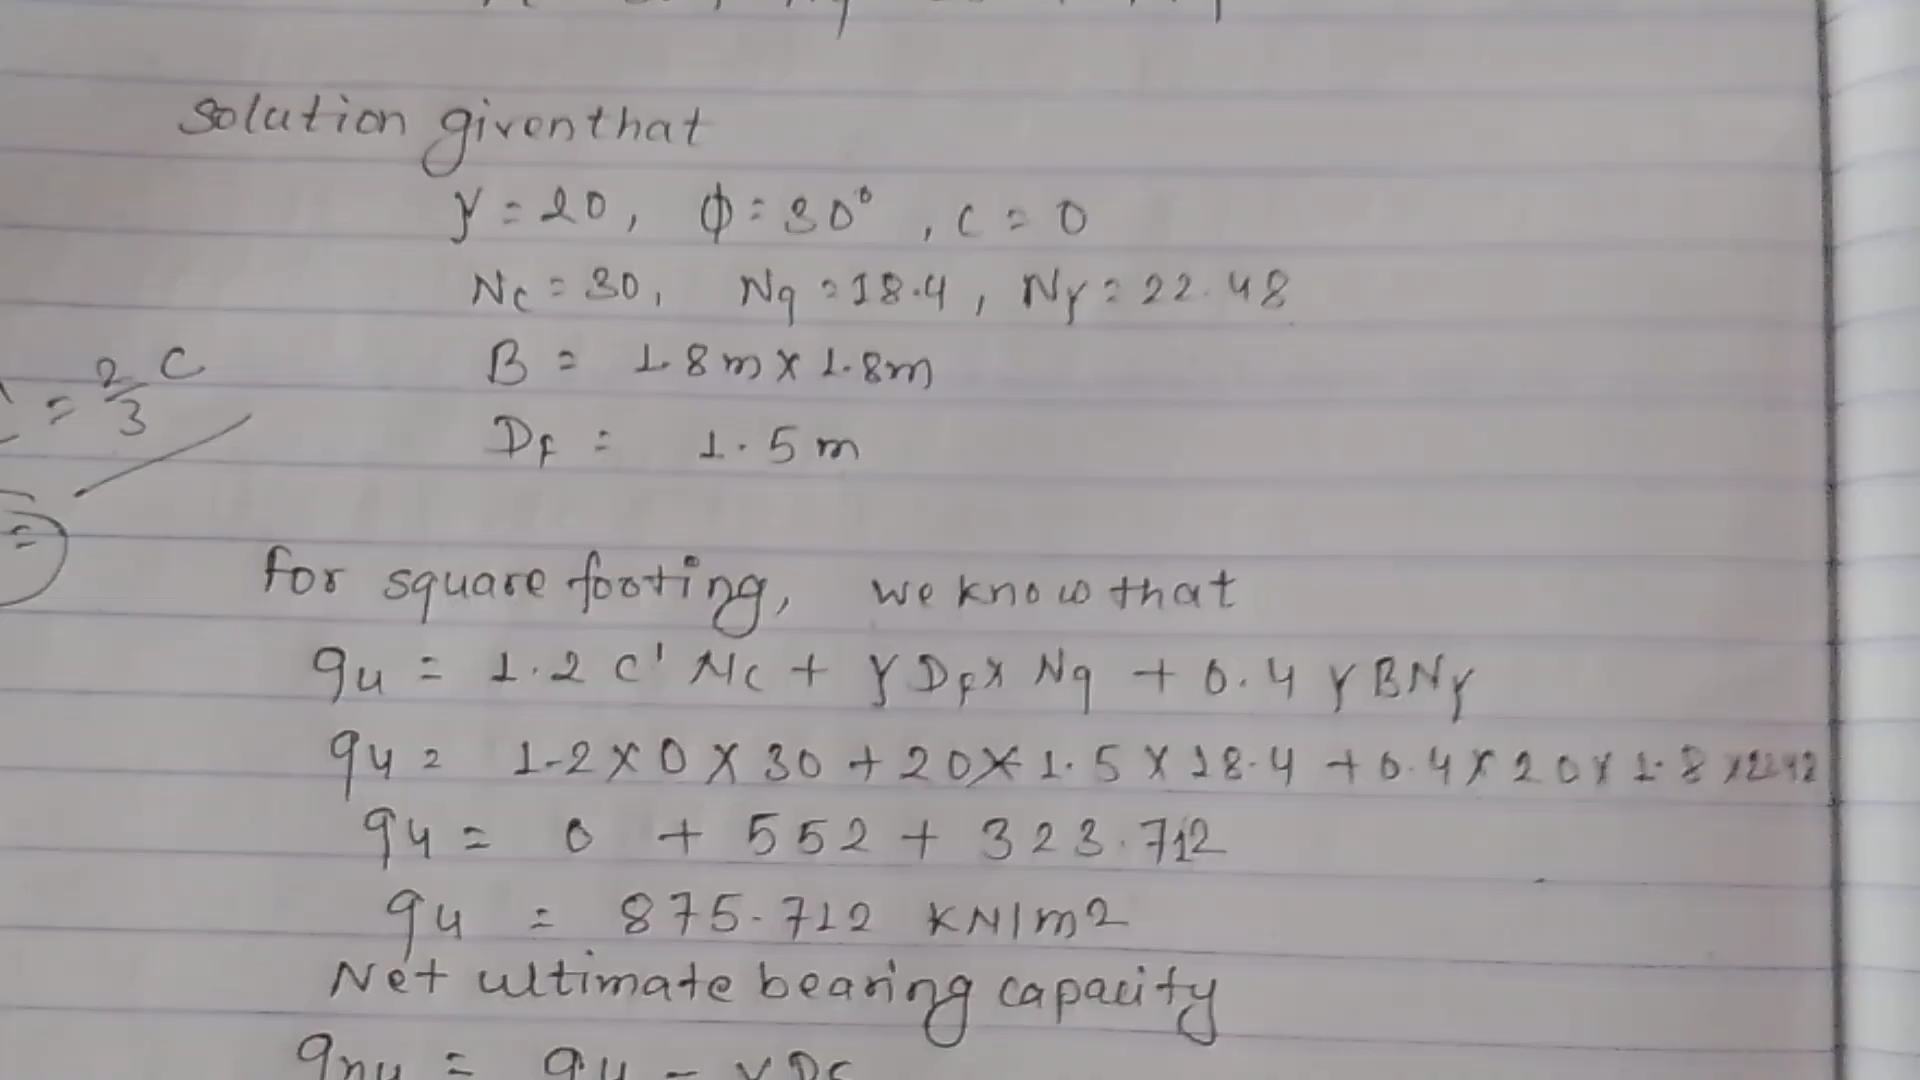 Solution given that
γ = 20, ϕ = 30°, c = 0
Nc = 30, Nq = 18.4, Nγ = 22.48
B = 1.8m x 1.8m
= 2/3 C
Df = 1.5 m
=
for square footing, we know that
qu = 1.2 c' Nc + γ Df x Nq + 0.4 γ B Nγ
qu = 1.2 x 0 x 30 + 20 x 1.5 x 18.4 + 0.4 x 20 x 1.8 x
qu = 0 + 552 + 323.712
qu = 875.712 KN/m2
Net ultimate bearing capacity
qnu = qu - γDf